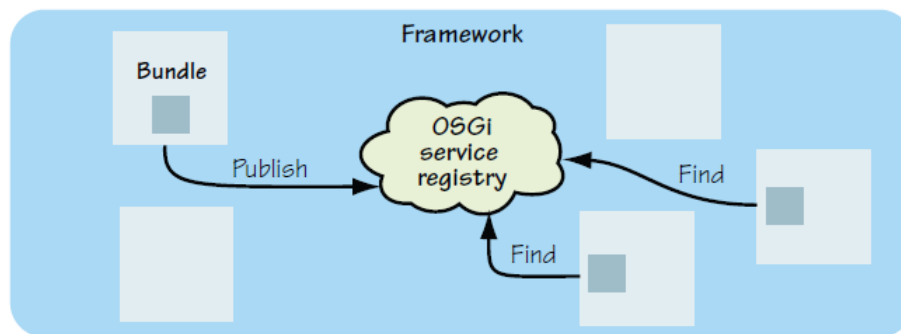 Framework
Bundle
OSGi
service
registry
Publish
Find
Find